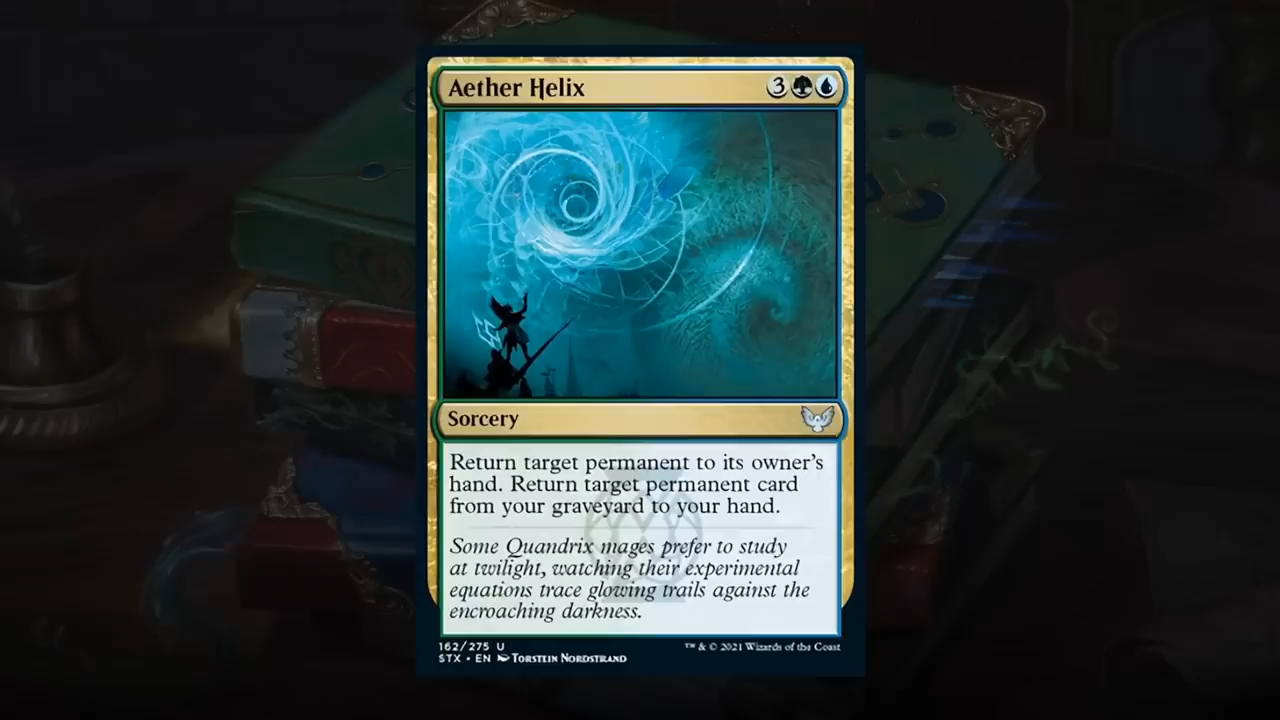 Aether Helix
3
Sorcery
Return target permanent to its owner's
hand. Return target permanent card
from your graveyard to your hand.
Some Quandrix mages prefer to study
at twilight, watching their experimental
equations trace glowing trails against the
encroaching darkness.
162/275 U
STX • EN Torstein Nordstrand
™ & © 2021 Wizards of the Coast